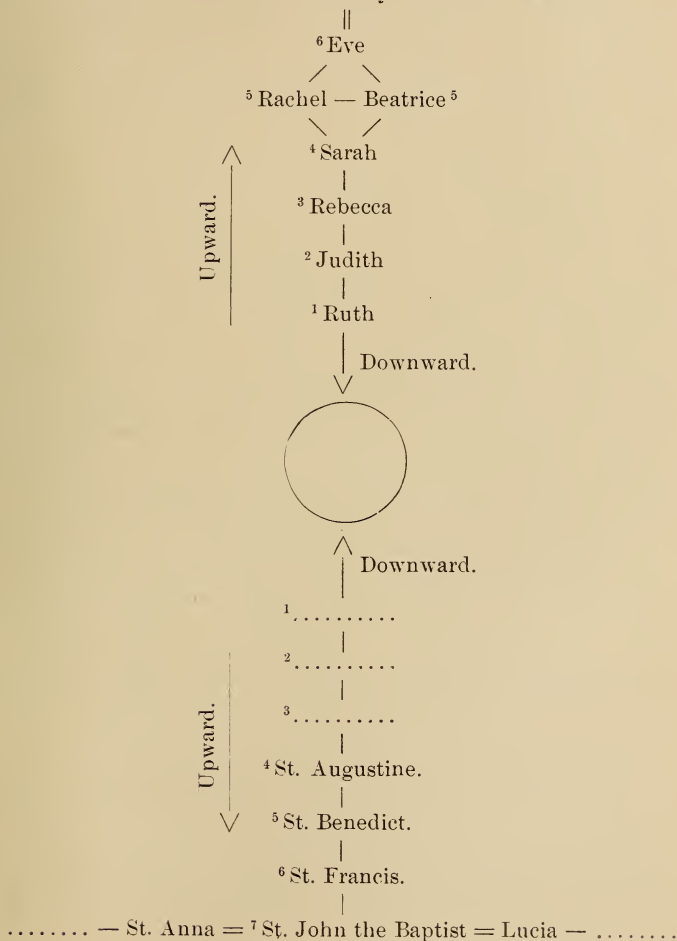 ⁶ Eve
⁵ Rachel — Beatrice ⁵
⁴ Sarah
³ Rebecca
² Judith
¹ Ruth
Upward.
Downward.
Downward.
¹ ..........
² ..........
³ ..........
⁴ St. Augustine.
⁵ St. Benedict.
⁶ St. Francis.
Upward.
........ — St. Anna = ⁷ St. John the Baptist = Lucia — ........